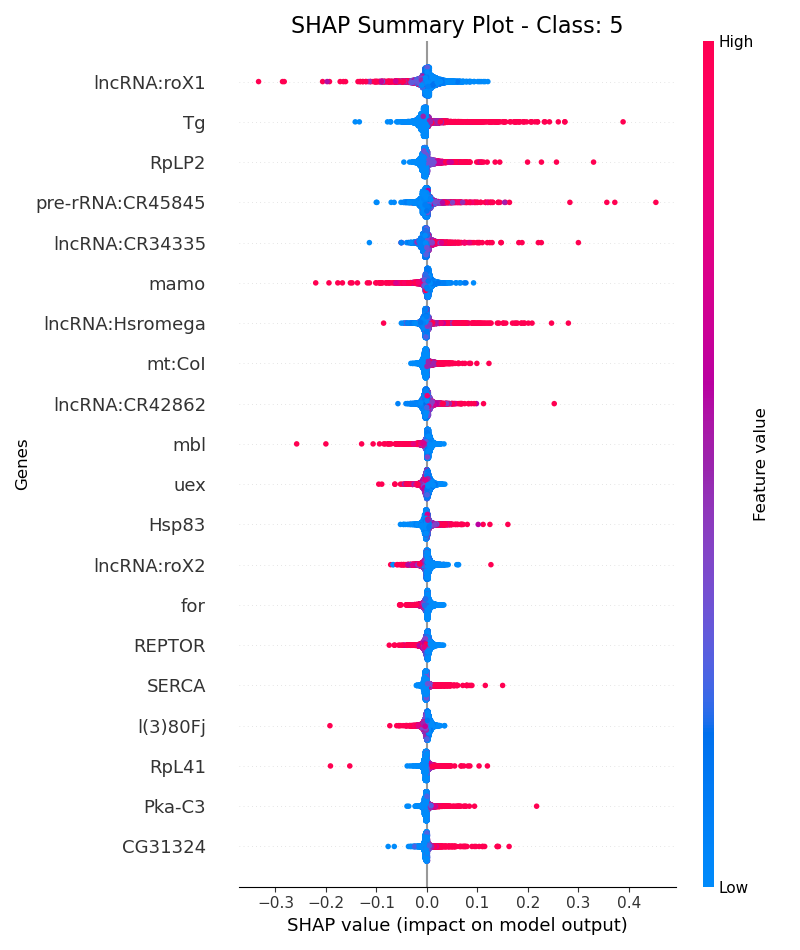 SHAP Summary Plot - Class: 5
High
lncRNA:roX1
Tg
RpLP2
pre-rRNA:CR45845
lncRNA:CR34335
mamo
lncRNA:Hsromega
mt:CoI
lncRNA:CR42862
mbl
uex
Hsp83
lncRNA:roX2
for
REPTOR
SERCA
l(3)80Fj
RpL41
Pka-C3
CG31324
Genes
Feature value
Low
−0.3 −0.2 −0.1 0.0 0.1 0.2 0.3 0.4
SHAP value (impact on model output)